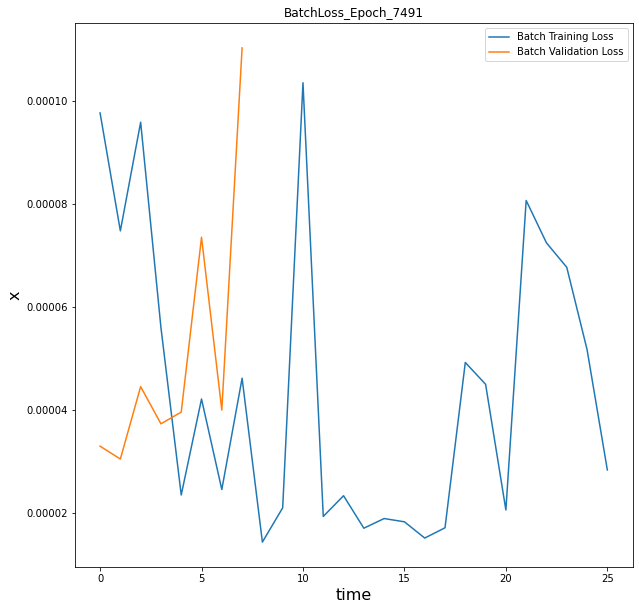 BatchLoss_Epoch_7491
Batch Training Loss
Batch Validation Loss
0.00010
0.00008
0.00006
0.00004
0.00002
x
0 5 10 15 20 25
time